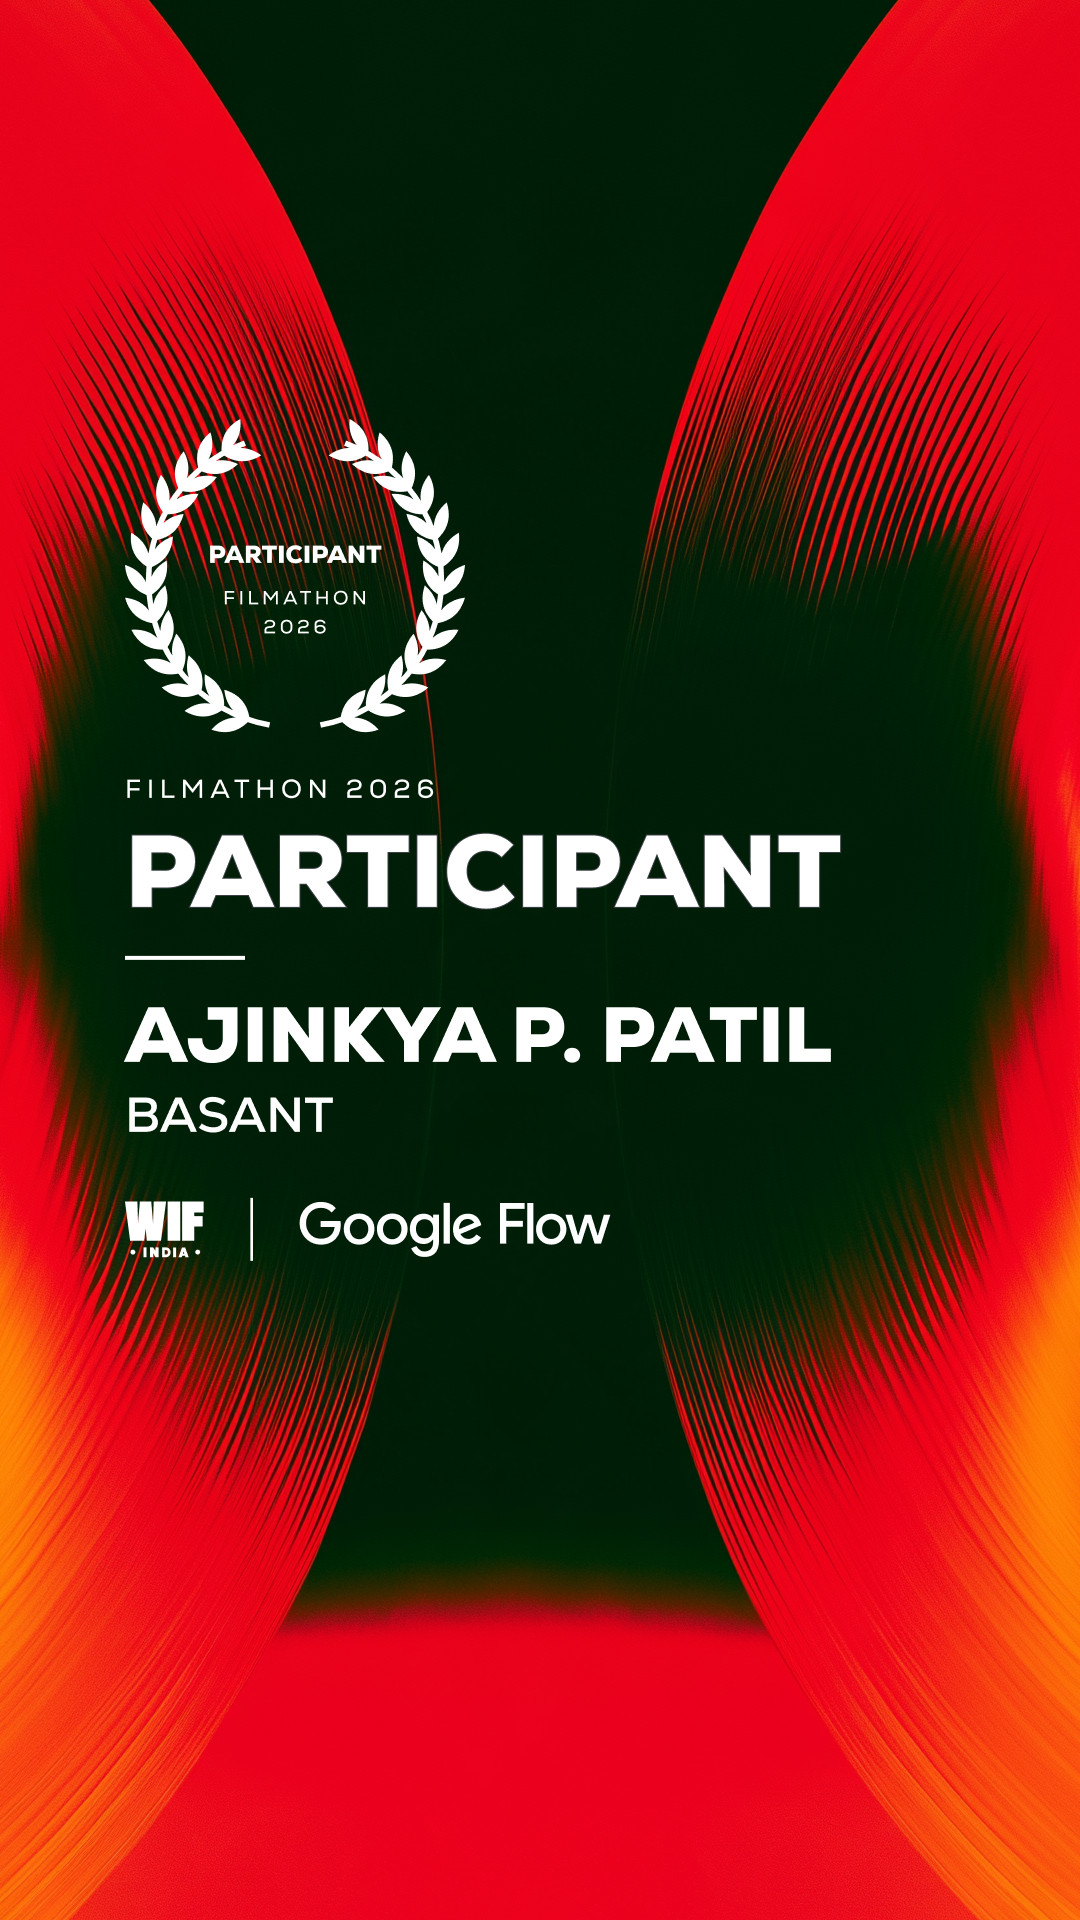 PARTICIPANT
FILMATHON
2026
FILMATHON 2026
PARTICIPANT
AJINKYA P. PATIL
BASANT
WIF
• INDIA •
Google Flow